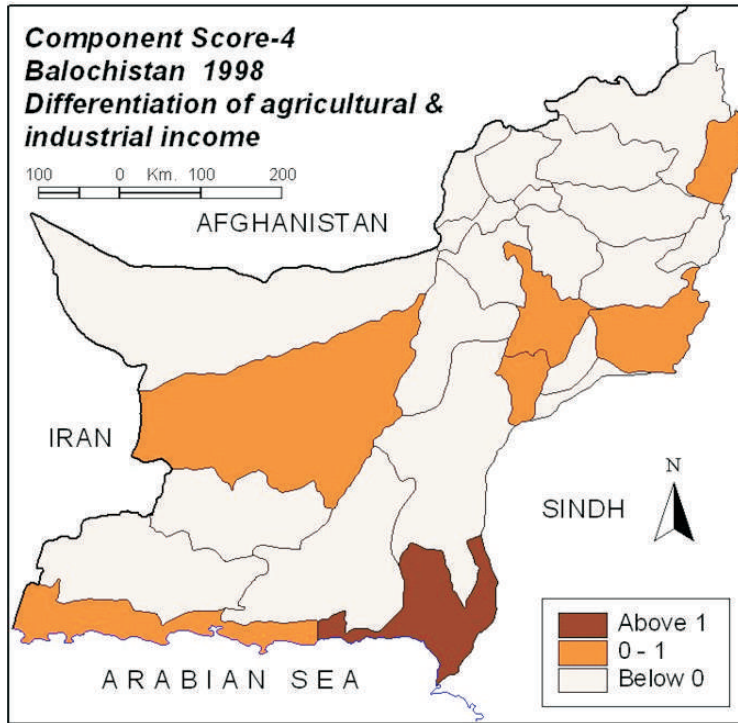 Component Score-4
Balochistan 1998
Differentiation of agricultural &
industrial income
100 0 Km. 100 200
AFGHANISTAN
IRAN
N
SINDH
Above 1
0 - 1
Below 0
ARABIAN SEA